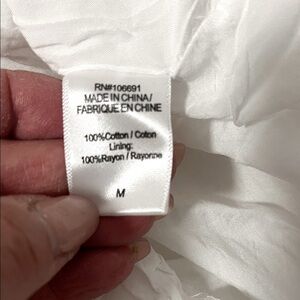 RN#106691
MADE IN CHINA/
FABRIQUE EN CHINE
100%Cotton / Coton
Lining:
100%Rayon / Rayonne
M